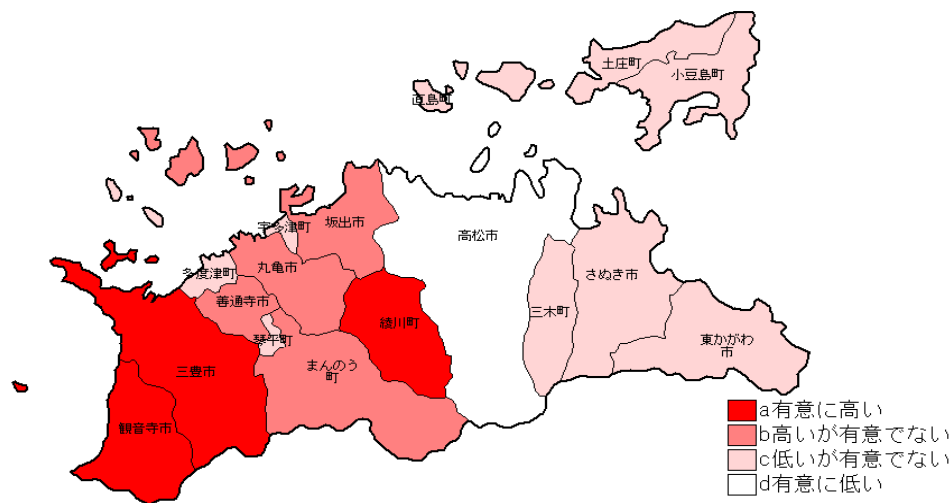 土庄町
小豆島町
直島町
宇多津町
坂出市
高松市
多度津町
丸亀市
さぬき市
善通寺市
三木町
綾川町
琴平町
東かがわ
市
まんのう
町
三豊市
観音寺市
a有意に高い
b高いが有意でない
c低いが有意でない
d有意に低い